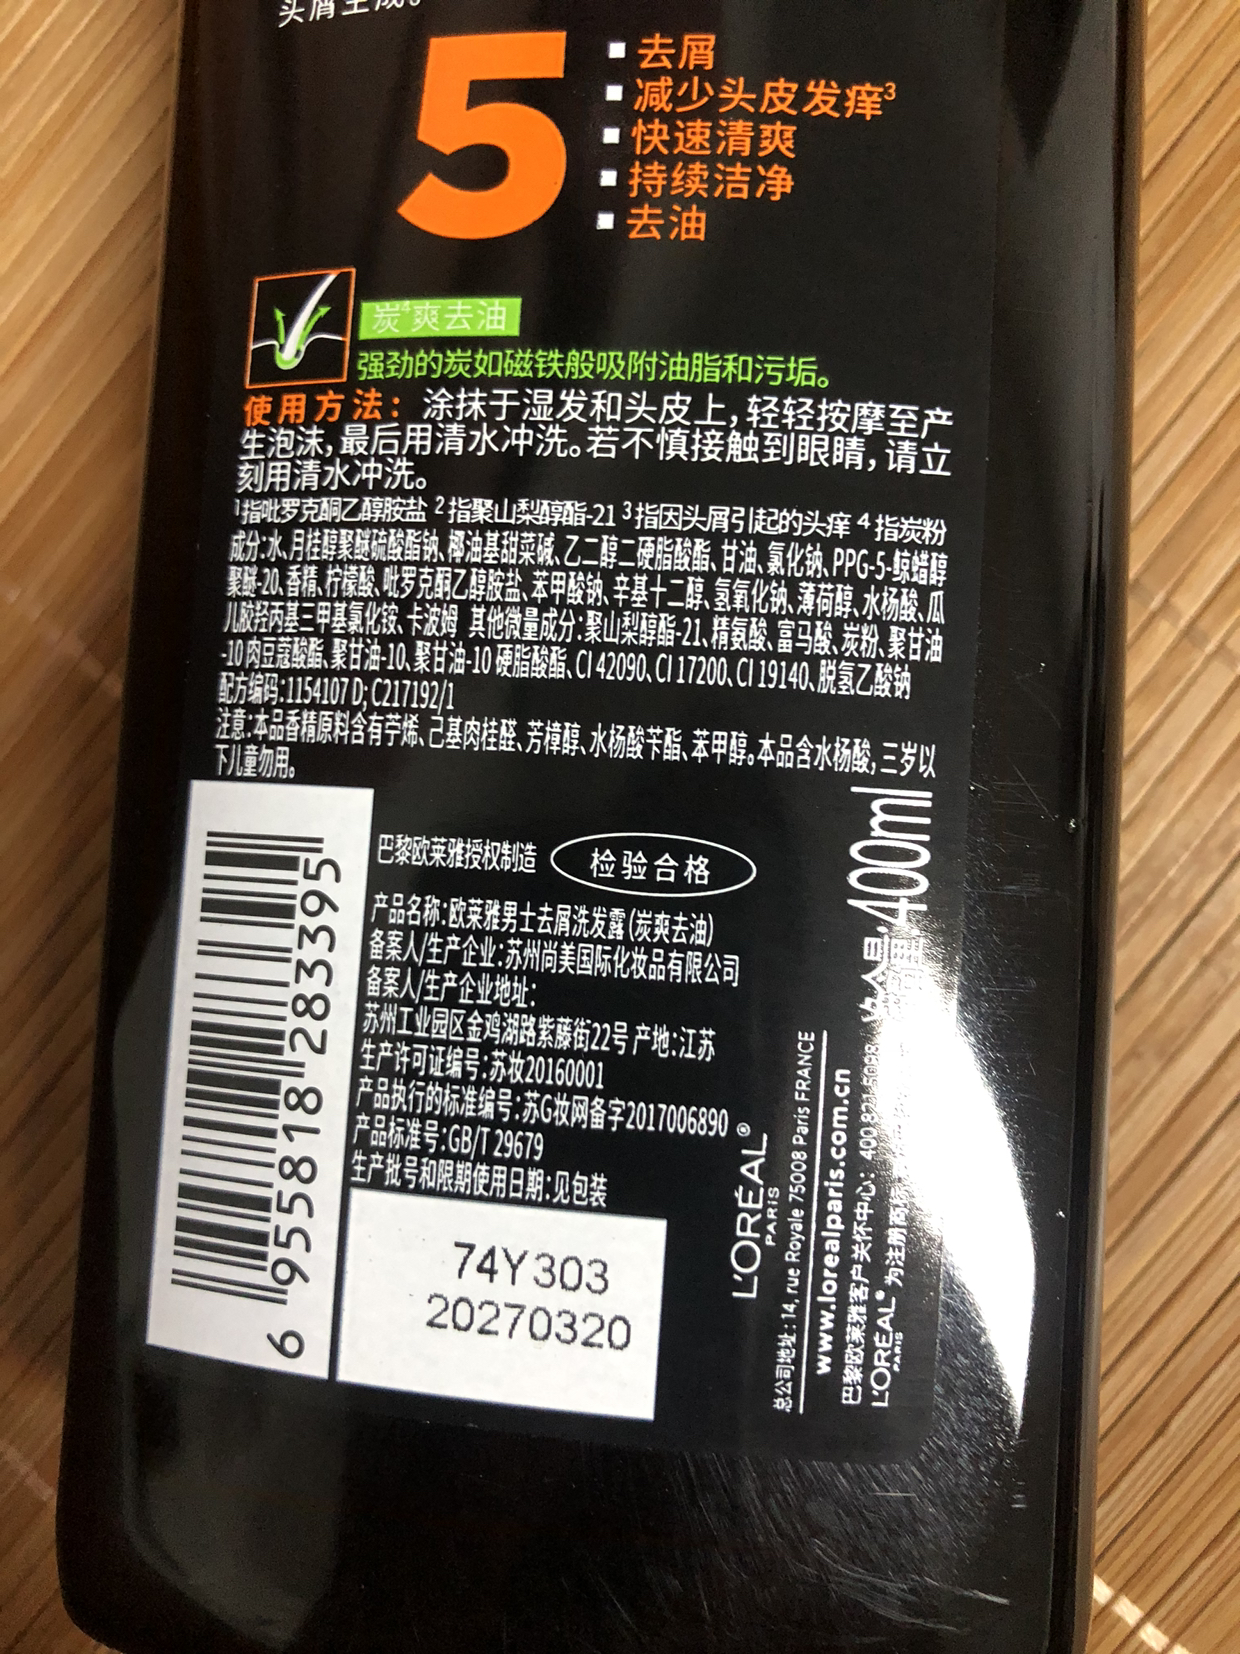 头屑生成。
5
去屑
减少头皮发痒³
快速清爽
持续洁净
去油
炭⁴爽去油
强劲的炭如磁铁般吸附油脂和污垢。
使用方法：涂抹于湿发和头皮上，轻轻按摩至产
生泡沫，最后用清水冲洗。若不慎接触到眼睛，请立
刻用清水冲洗。
¹指吡罗克酮乙醇胺盐 ²指聚山梨醇酯-21 ³指因头屑引起的头痒 ⁴指炭粉
成分：水、月桂醇聚醚硫酸酯钠、椰油基甜菜碱、乙二醇二硬脂酸酯、甘油、氯化钠、PPG-5-鲸蜡醇
聚醚-20、香精、柠檬酸、吡罗克酮乙醇胺盐、苯甲酸钠、辛基十二醇、氢氧化钠、薄荷醇、水杨酸、瓜
儿胶羟丙基三甲基氯化铵、卡波姆 其他微量成分：聚山梨醇酯-21、精氨酸、富马酸、炭粉、聚甘油
-10肉豆蔻酸酯、聚甘油-10、聚甘油-10 硬脂酸酯、CI 42090、CI 17200、CI 19140、脱氢乙酸钠
配方编码：1154107 D; C217192/1
注意：本品香精原料含有苧烯、己基肉桂醛、芳樟醇、水杨酸苄酯、苯甲醇。本品含水杨酸，三岁以
下儿童勿用。
巴黎欧莱雅授权制造 检验合格
产品名称：欧莱雅男士去屑洗发露（炭爽去油）
备案人/生产企业：苏州尚美国际化妆品有限公司
备案人/生产企业地址：
苏州工业园区金鸡湖路紫藤街22号 产地：江苏
生产许可证编号：苏妆20160001
产品执行的标准编号：苏G妆网备字2017006890
产品标准号：GB/T 29679
生产批号和限期使用日期：见包装
74Y303
20270320
6 955818 283395
L'ORÉAL®
PARIS
总公司地址：14, rue Royale 75008 Paris FRANCE
www.lorealparis.com.cn
巴黎欧莱雅客户关怀中心：400
L'ORÉAL® 为注册商标
PARIS
400ml